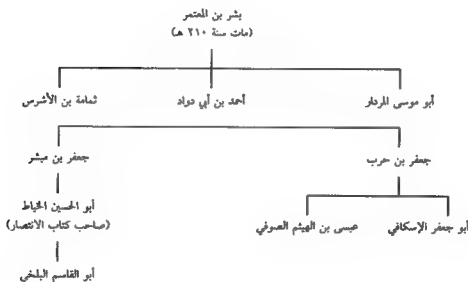 بشر بن المعتمر
(مات سنة ٢١٠ هـ)
أبو موسى المردار
أحمد بن أبي دواد
ثمامة بن الأشرس
جعفر بن حرب
جعفر بن مبشر
أبو جعفر الإسكافي
عيسى بن الهيثم الصوفي
أبو الحسين الخياط
(صاحب كتاب الانتصار)
أبو القاسم البلخي